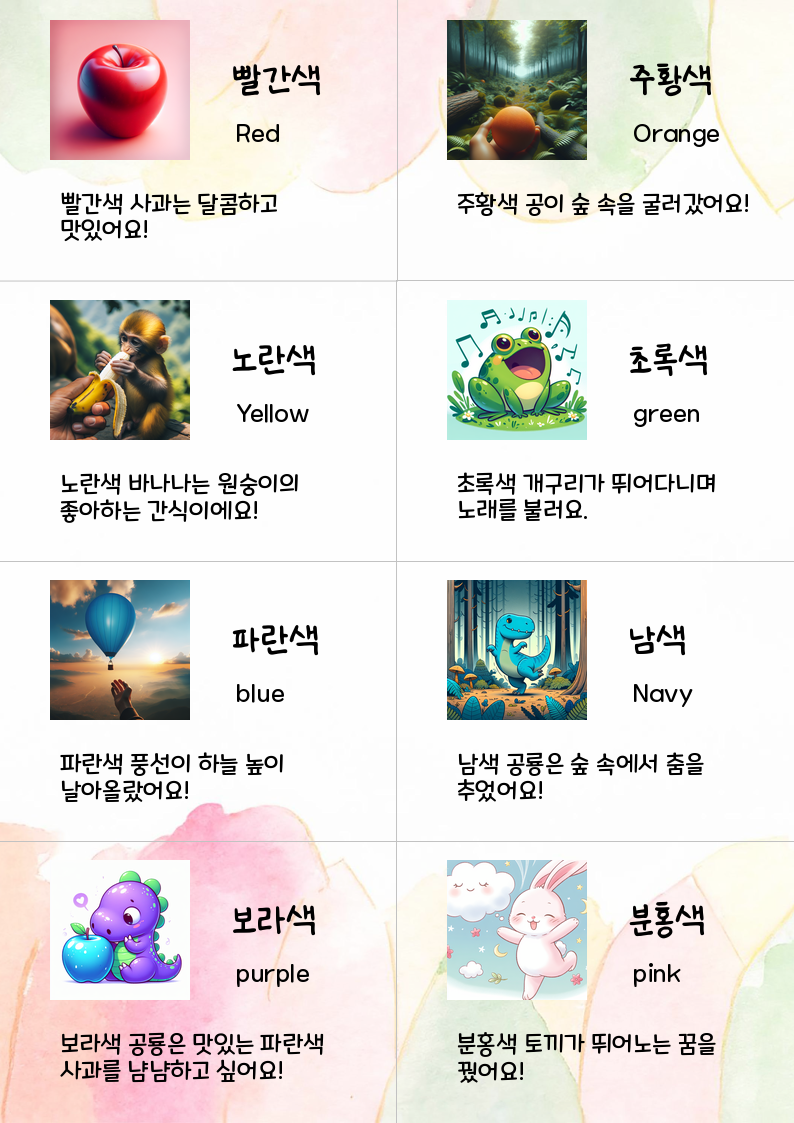 빨간색
Red
빨간색 사과는 달콤하고
맛있어요!
주황색
Orange
주황색 공이 숲 속을 굴러갔어요!
노란색
Yellow
노란색 바나나는 원숭이의
좋아하는 간식이에요!
초록색
green
초록색 개구리가 뛰어다니며
노래를 불러요.
파란색
blue
파란색 풍선이 하늘 높이
날아올랐어요!
남색
Navy
남색 공룡은 숲 속에서 춤을
추었어요!
보라색
purple
보라색 공룡은 맛있는 파란색
사과를 냠냠하고 싶어요!
분홍색
pink
분홍색 토끼가 뛰어노는 꿈을
꿨어요!